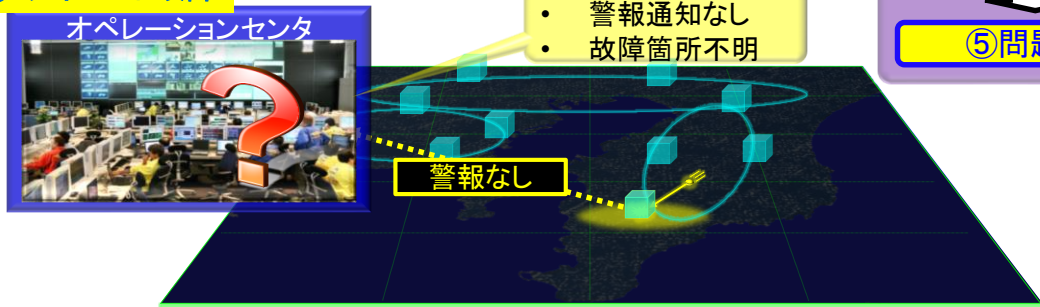 オペレーションセンタ
• 警報通知なし
• 故障箇所不明
⑤問題
警報なし